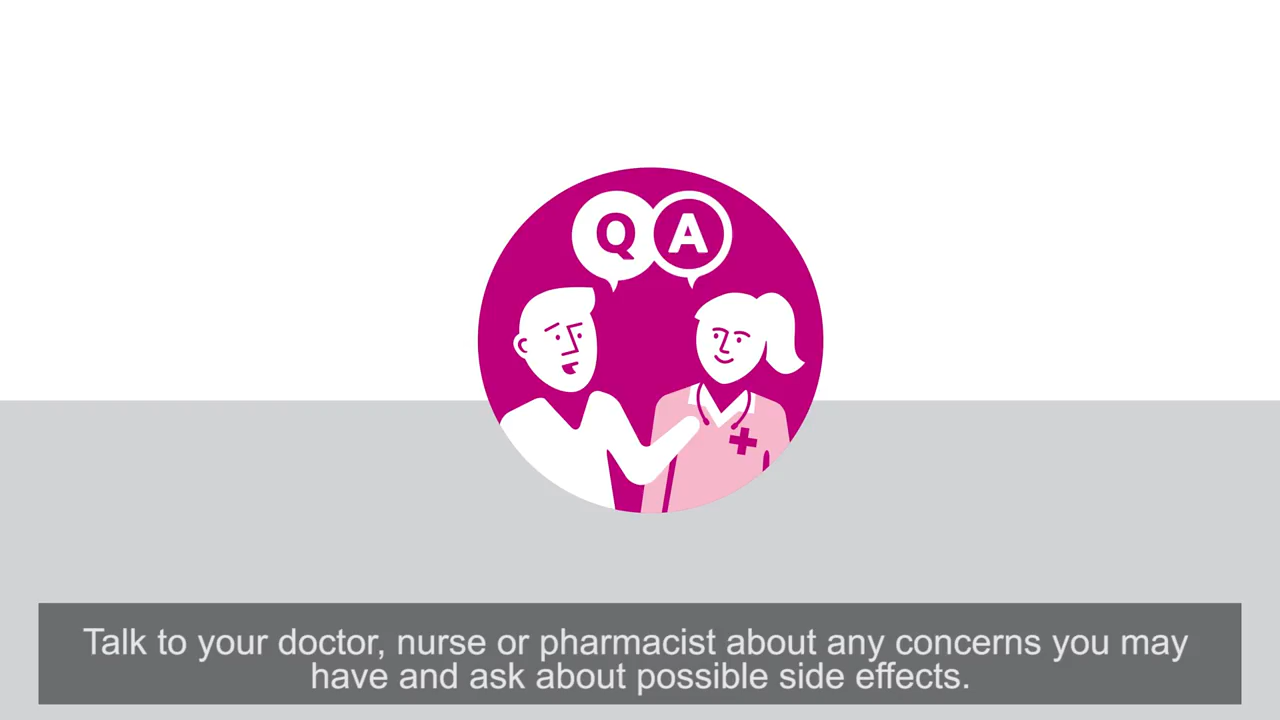 Q A
Talk to your doctor, nurse or pharmacist about any concerns you may
have and ask about possible side effects.